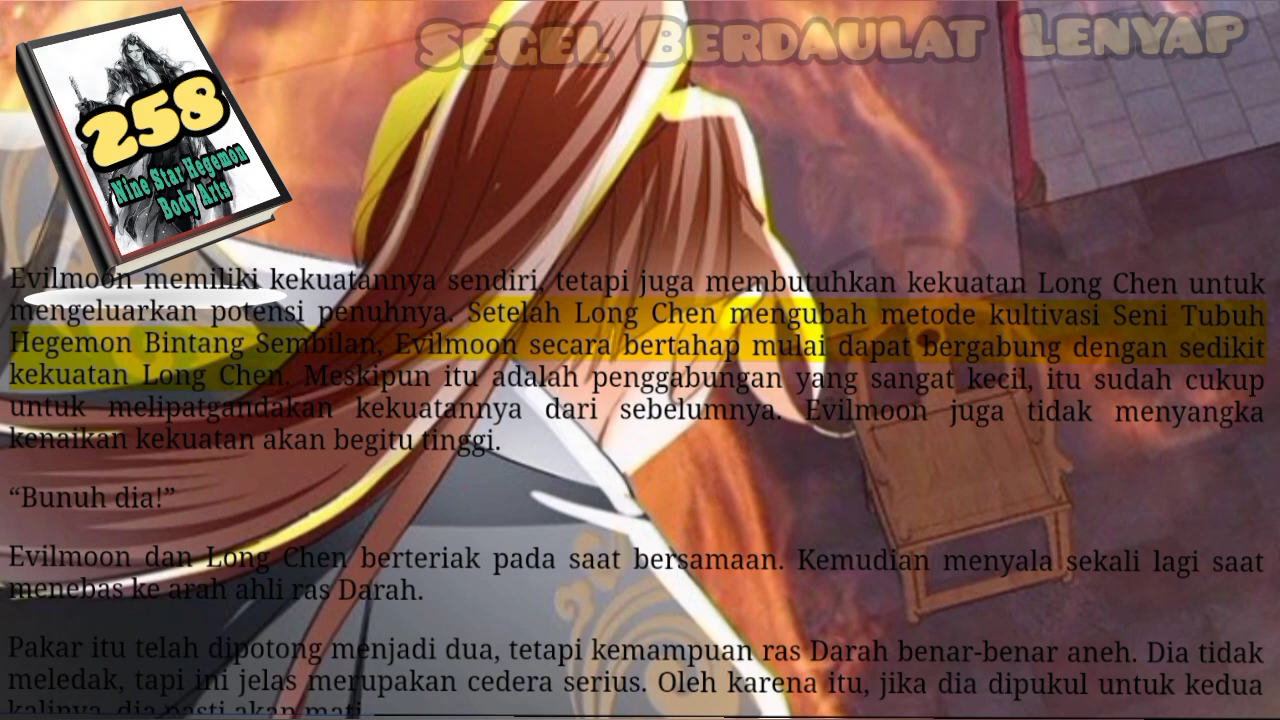 Segel Berdaulat Lenyap
258
Nine Star Hegemon
Body Arts
Evilmoon memiliki kekuatannya sendiri, tetapi juga membutuhkan kekuatan Long Chen untuk
mengeluarkan potensi penuhnya. Setelah Long Chen mengubah metode kultivasi Seni Tubuh
Hegemon Bintang Sembilan, Evilmoon secara bertahap mulai dapat bergabung dengan sedikit
kekuatan Long Chen. Meskipun itu adalah penggabungan yang sangat kecil, itu sudah cukup
untuk melipatgandakan kekuatannya dari sebelumnya. Evilmoon juga tidak menyangka
kenaikan kekuatan akan begitu tinggi.
“Bunuh dia!”
Evilmoon dan Long Chen berteriak pada saat bersamaan. Kemudian menyala sekali lagi saat
menebas ke arah ahli ras Darah.
Pakar itu telah dipotong menjadi dua, tetapi kemampuan ras Darah benar-benar aneh. Dia tidak
meledak, tapi ini jelas merupakan cedera serius. Oleh karena itu, jika dia dipukul untuk kedua
kalinya, dia pasti akan mati.